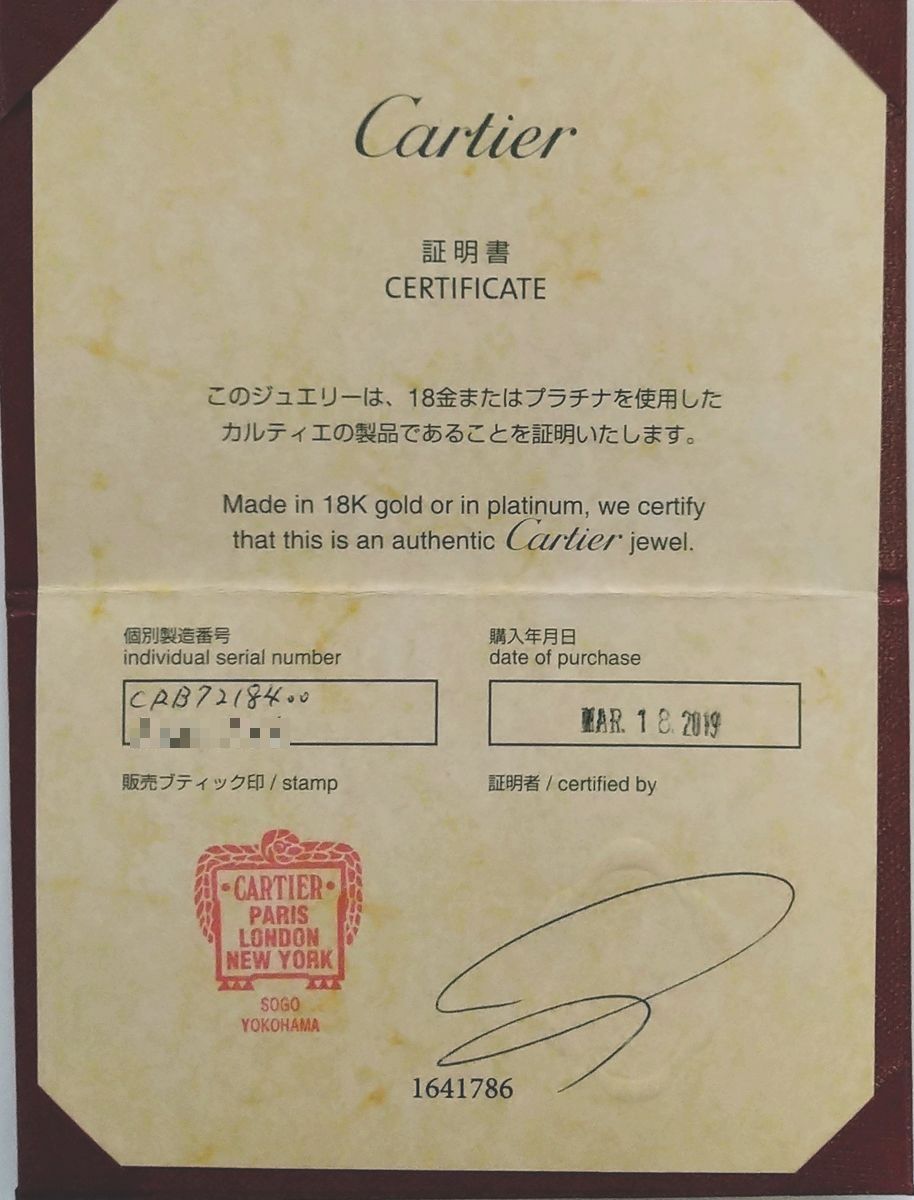 Cartier
証明書
CERTIFICATE
このジュエリーは、18金またはプラチナを使用した
カルティエの製品であることを証明いたします。
Made in 18K gold or in platinum, we certify
that this is an authentic Cartier jewel.
個別製造番号
individual serial number
CRB7218400
購入年月日
date of purchase
MAR. 18. 2019
販売ブティック印 / stamp
証明者 / certified by
·CARTIER·
PARIS
LONDON
NEW YORK
SOGO
YOKOHAMA
1641786